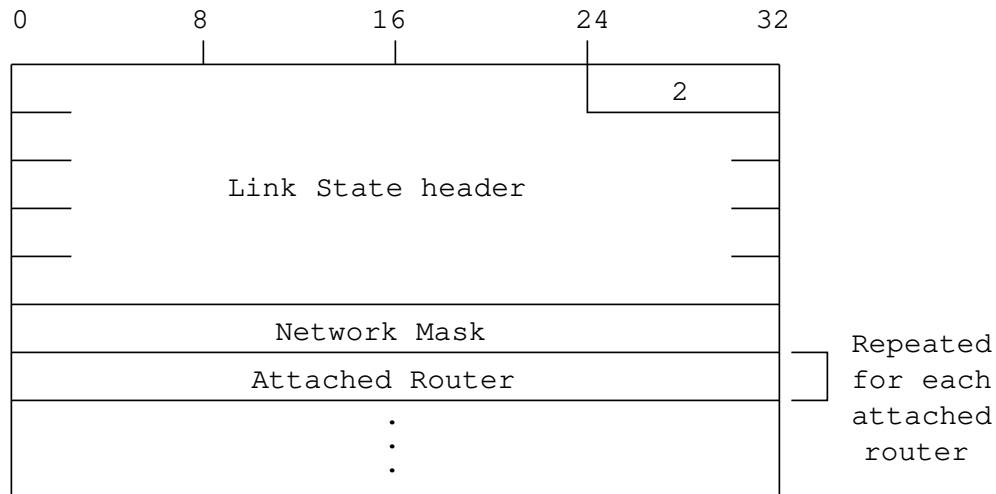 0 8 16 24 32
2
Link State header
Network Mask
Attached Router
Repeated
for each
attached
router